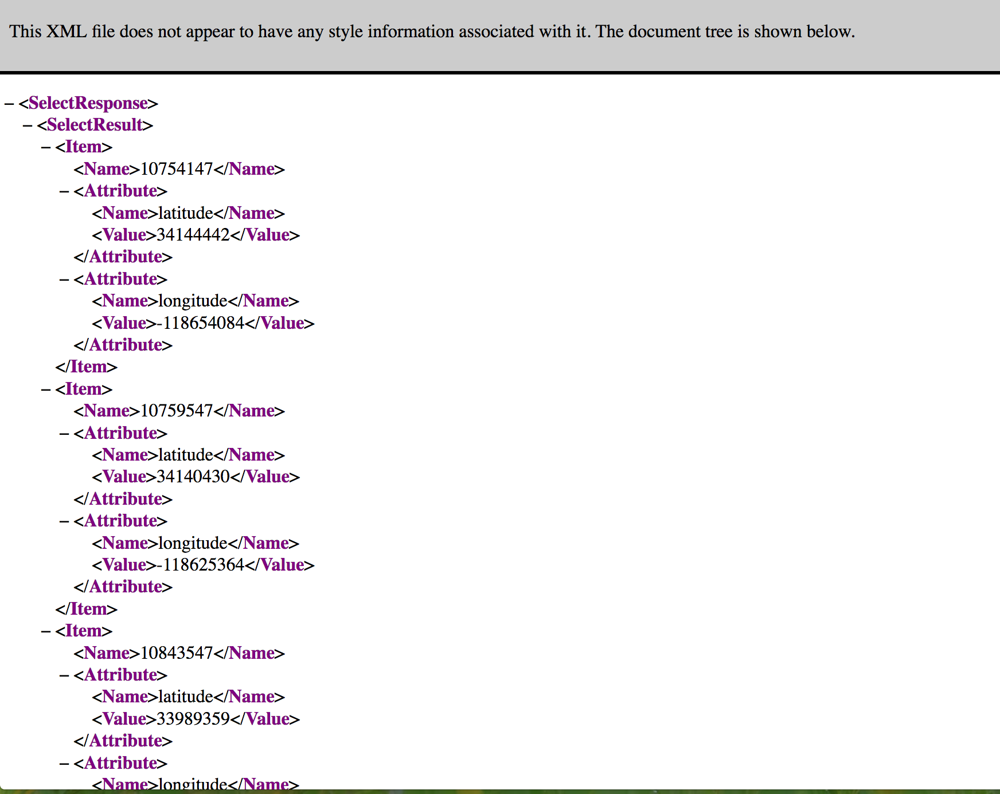 This XML file does not appear to have any style information associated with it. The document tree is shown below.
– <SelectResponse>
– <SelectResult>
– <Item>
<Name>10754147</Name>
– <Attribute>
<Name>latitude</Name>
<Value>34144442</Value>
</Attribute>
– <Attribute>
<Name>longitude</Name>
<Value>-118654084</Value>
</Attribute>
</Item>
– <Item>
<Name>10759547</Name>
– <Attribute>
<Name>latitude</Name>
<Value>34140430</Value>
</Attribute>
– <Attribute>
<Name>longitude</Name>
<Value>-118625364</Value>
</Attribute>
</Item>
– <Item>
<Name>10843547</Name>
– <Attribute>
<Name>latitude</Name>
<Value>33989359</Value>
</Attribute>
– <Attribute>
<Name>longitude</Name>